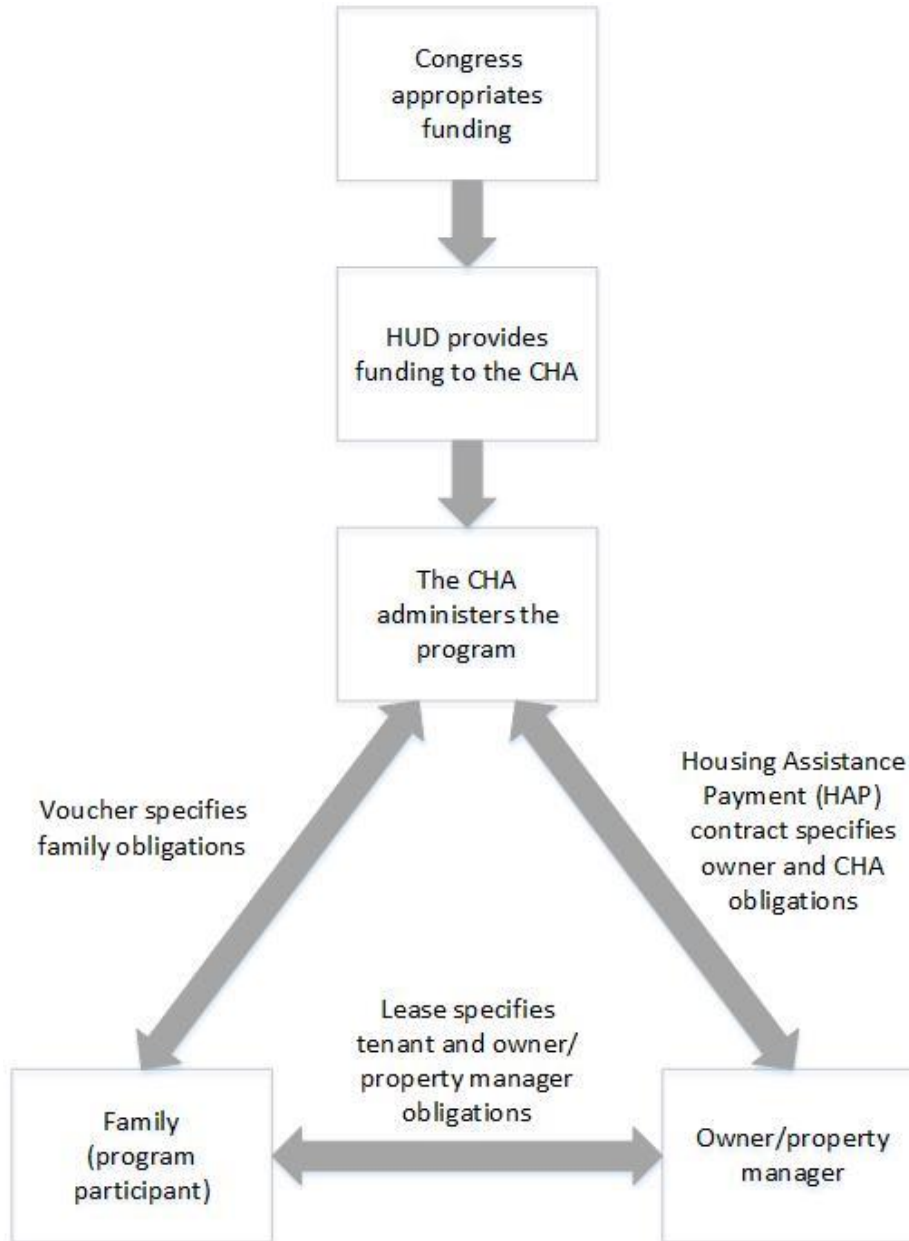 Congress
appropriates
funding
HUD provides
funding to the CHA
The CHA
administers the
program
Voucher specifies
family obligations
Housing Assistance
Payment (HAP)
contract specifies
owner and CHA
obligations
Lease specifies
tenant and owner/
property manager
obligations
Family
(program
participant)
Owner/property
manager